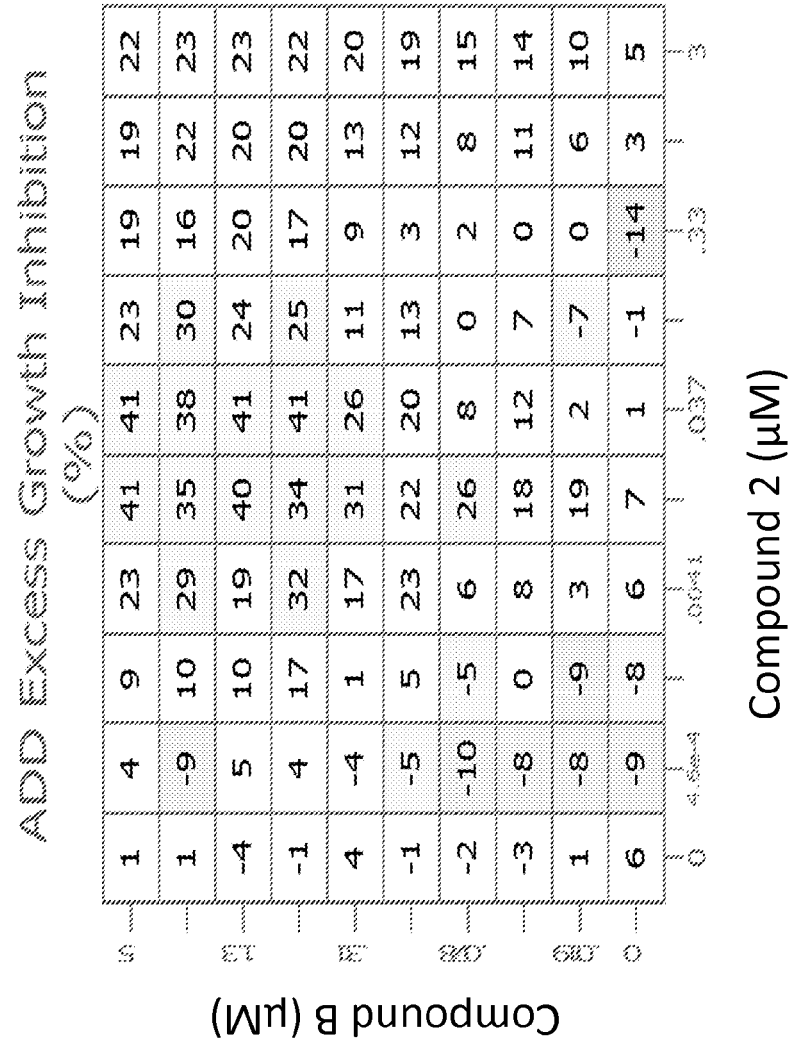 ADD Excess Growth Inhibition
(%)
5 1 4 9 23 41 41 23 19 19 22
1 -9 10 29 35 38 30 16 22 23
-4 5 10 19 40 41 24 20 20 23
-1 4 17 32 34 41 25 17 20 22
4 -4 1 17 31 26 11 9 13 20
-1 -5 5 23 22 20 13 3 12 19
-2 -10 -5 6 26 8 0 2 8 15
-3 -8 0 8 18 12 7 0 11 14
1 -8 -9 3 19 2 -7 0 6 10
0 6 -9 -8 6 7 1 -1 -14 3 5
0 .0041 .037 .33 3
Compound 2 (µM)
Compound B (µM)